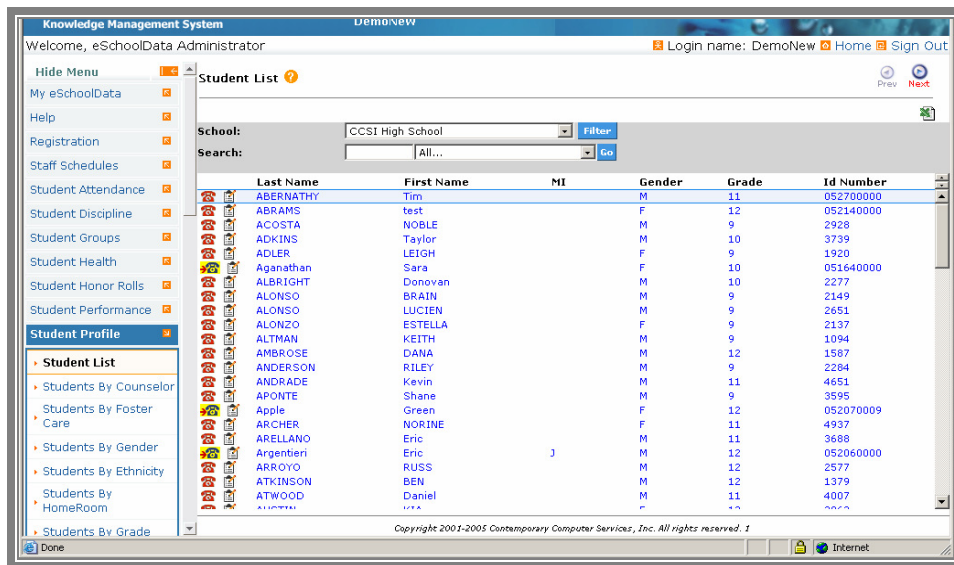 Knowledge Management System DemoNew
Welcome, eSchoolData Administrator Login name: DemoNew Home Sign Out
Hide Menu
My eSchoolData
Help
Registration
Staff Schedules
Student Attendance
Student Discipline
Student Groups
Student Health
Student Honor Rolls
Student Performance
Student Profile
Student List
Students By Counselor
Students By Foster
Care
Students By Gender
Students By Ethnicity
Students By
HomeRoom
Students By Grade
Student List ?
Prev Next
School: CCSI High School Filter
Search: All... Go
Last Name First Name MI Gender Grade Id Number
ABERNATHY Tim M 11 052700000
ABRAMS test F 12 052140000
ACOSTA NOBLE M 9 2928
ADKINS Taylor M 10 3739
ADLER LEIGH F 9 1920
Aganathan Sara F 10 051640000
ALBRIGHT Donovan M 10 2277
ALONSO BRAIN M 9 2149
ALONSO LUCIEN M 9 2651
ALONZO ESTELLA F 9 2137
ALTMAN KEITH M 9 1094
AMBROSE DANA M 12 1587
ANDERSON RILEY M 9 2284
ANDRADE Kevin M 11 4651
APONTE Shane M 9 3595
Apple Green F 12 052070009
ARCHER NORINE F 11 4937
ARELLANO Eric M 11 3688
Argentieri Eric J M 12 052060000
ARROYO RUSS M 12 2577
ATKINSON BEN M 12 1379
ATWOOD Daniel M 11 4007
Copyright 2001-2005 Contemporary Computer Services, Inc. All rights reserved. 1
Done Internet